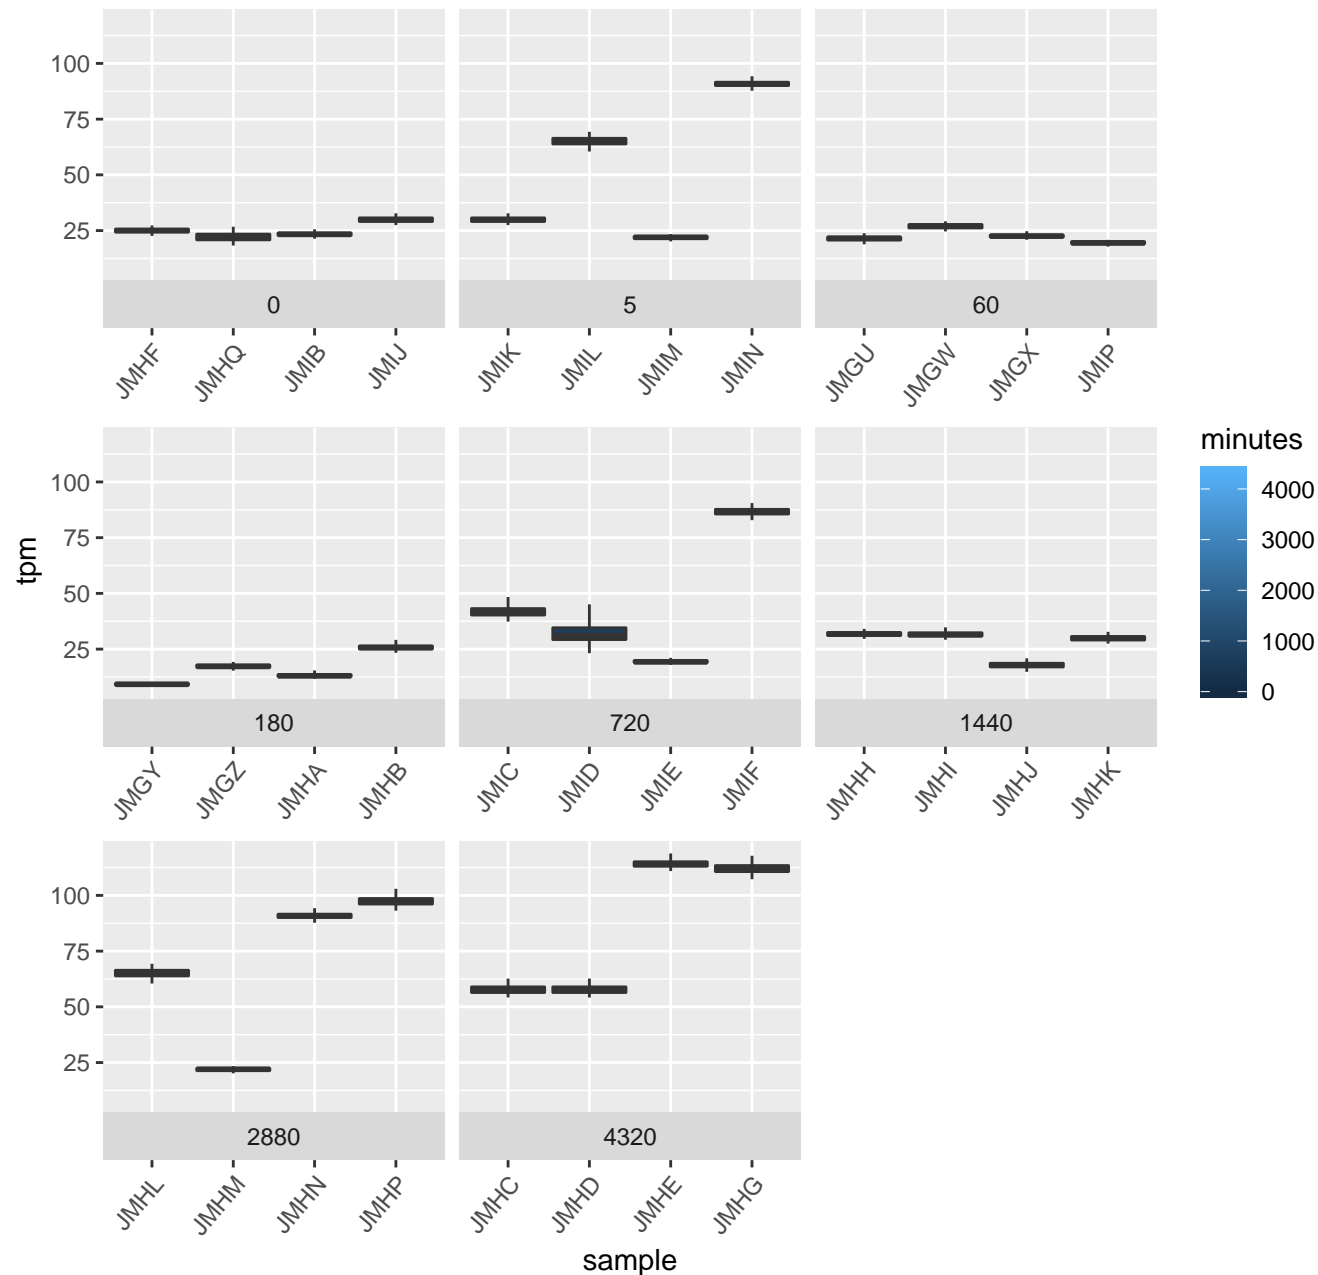 100
75
50
25
0
5
60
JMHF
JMHQ
JMIB
JMIJ
JMIK
JMIL
JMIM
JMIN
JMGU
JMGW
JMGX
JMIP
tpm
100
75
50
25
180
720
1440
JMGY
JMGZ
JMHA
JMHB
JMIC
JMID
JMIE
JMIF
JMHH
JMHI
JMHJ
JMHK
minutes
4000
3000
2000
1000
0
100
75
50
25
2880
4320
JMHL
JMHM
JMHN
JMHP
JMHC
JMHD
JMHE
JMHG
sample